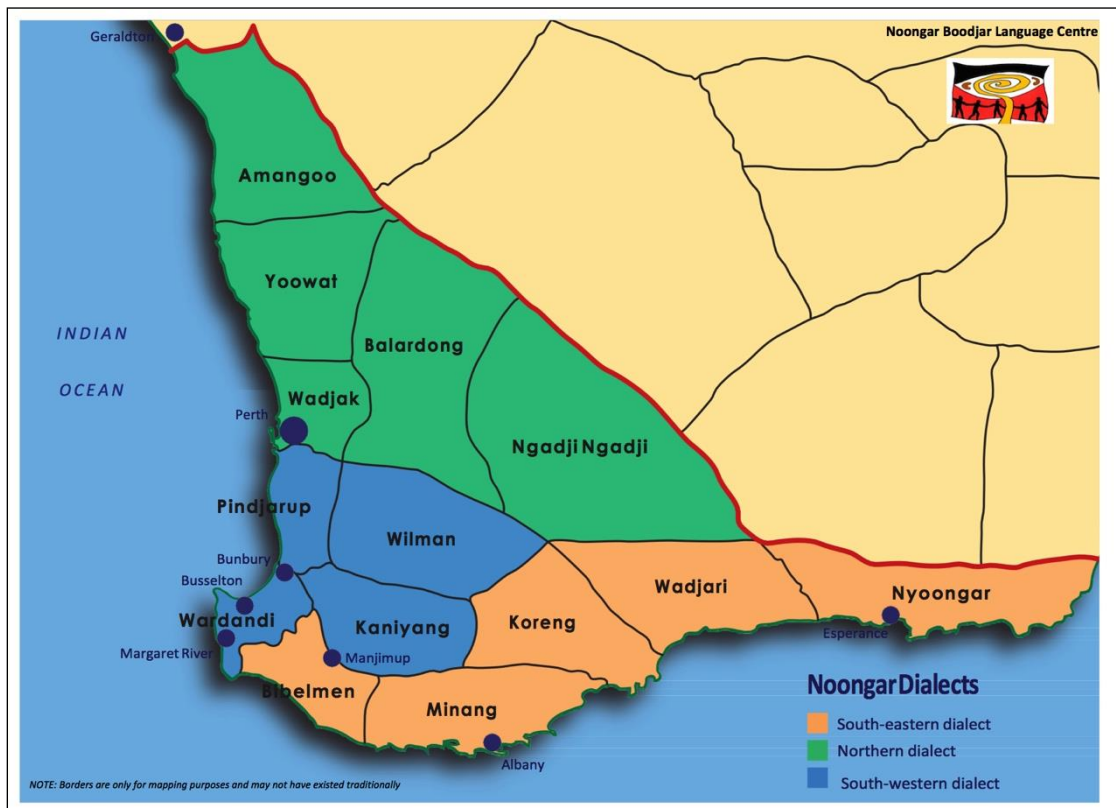 Geraldton
Noongar Boodjar Language Centre
Amangoo
Yoowat
INDIAN
OCEAN
Balardong
Wadjak
Perth
Ngadji Ngadji
Pindjarup
Wilman
Bunbury
Busselton
Wardandi
Margaret River
Kaniyang
Manjimup
Koreng
Wadjari
Nyoongar
Esperance
Bibelmen
Minang
Albany
Noongar Dialects
South-eastern dialect
Northern dialect
South-western dialect
NOTE: Borders are only for mapping purposes and may not have existed traditionally